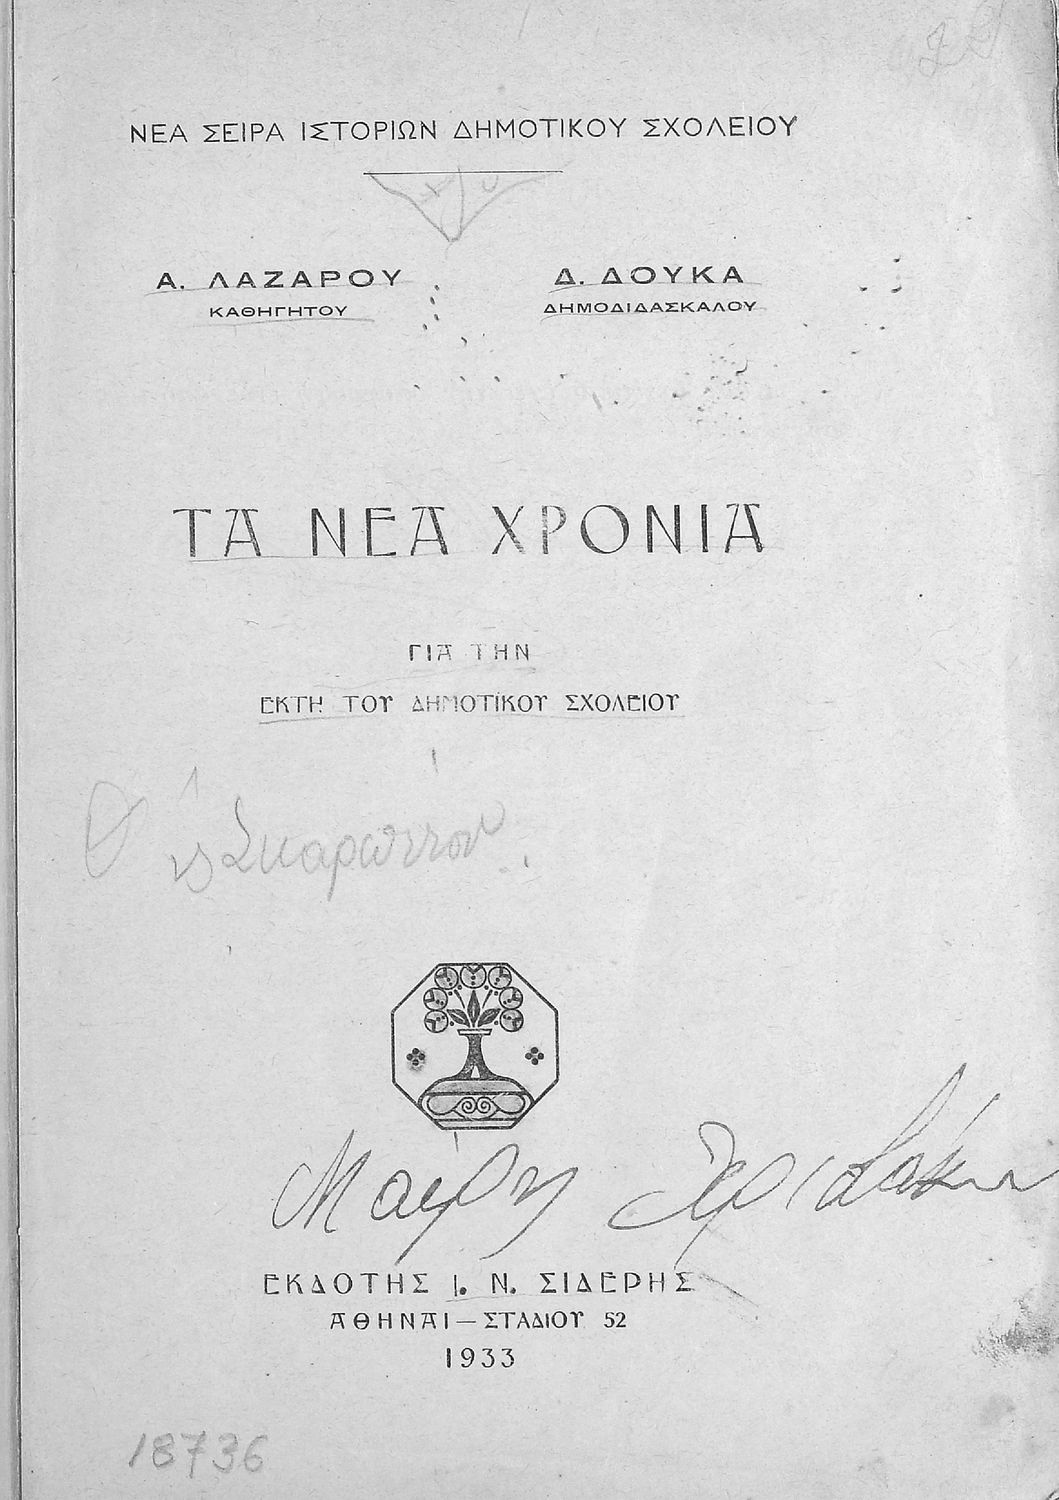 ΝΕΑ ΣΕΙΡΑ ΙΣΤΟΡΙΩΝ ΔΗΜΟΤΙΚΟΥ ΣΧΟΛΕΙΟΥ
Α. ΛΑΖΑΡΟΥ
ΚΑΘΗΓΗΤΟΥ
Δ. ΔΟΥΚΑ
ΔΗΜΟΔΙΔΑΣΚΑΛΟΥ
ΤΑ ΝΕΑ ΧΡΟΝΙΑ
ΓΙΑ ΤΗΝ
ΕΚΤΗ ΤΟΥ ΔΗΜΟΤΙΚΟΥ ΣΧΟΛΕΙΟΥ
Μαίρη
ΕΚΔΟΤΗΣ Ι. Ν. ΣΙΔΕΡΗΣ
ΑΘΗΝΑΙ—ΣΤΑΔΙΟΥ 52
1933
18736